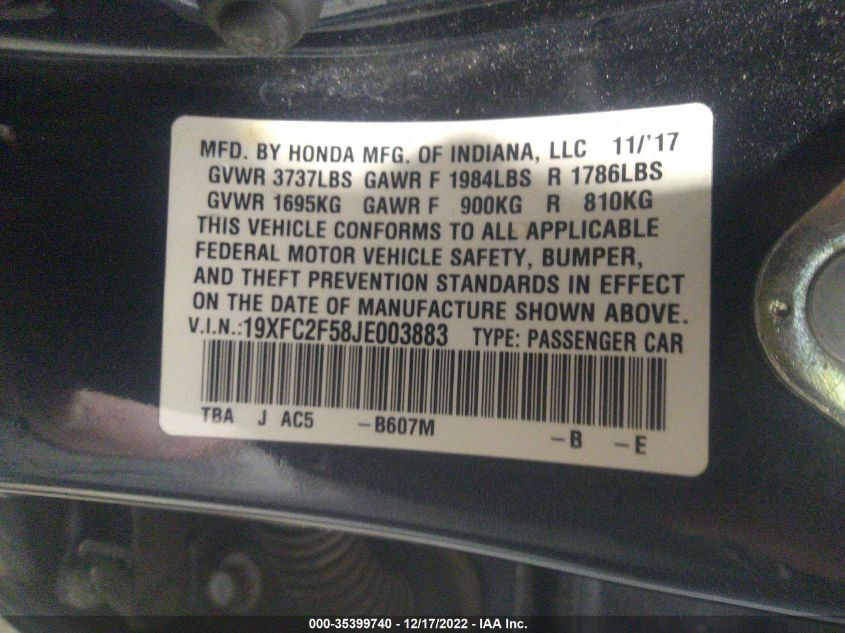 MFD. BY HONDA MFG. OF INDIANA, LLC 11/'17
GVWR 3737LBS GAWR F 1984LBS R 1786LBS
GVWR 1695KG GAWR F 900KG R 810KG
THIS VEHICLE CONFORMS TO ALL APPLICABLE
FEDERAL MOTOR VEHICLE SAFETY, BUMPER,
AND THEFT PREVENTION STANDARDS IN EFFECT
ON THE DATE OF MANUFACTURE SHOWN ABOVE.
V.I.N.:19XFC2F58JE003883 TYPE: PASSENGER CAR
TBA J AC5 -B607M -B -E
000-35399740 - 12/17/2022 - IAA Inc.